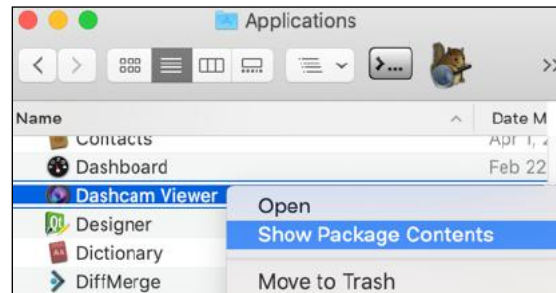 Applications
Name
Date M
Contacts
Apr 1, 2
Dashboard
Feb 22
Dashcam Viewer
Open
Designer
Show Package Contents
Dictionary
DiffMerge
Move to Trash